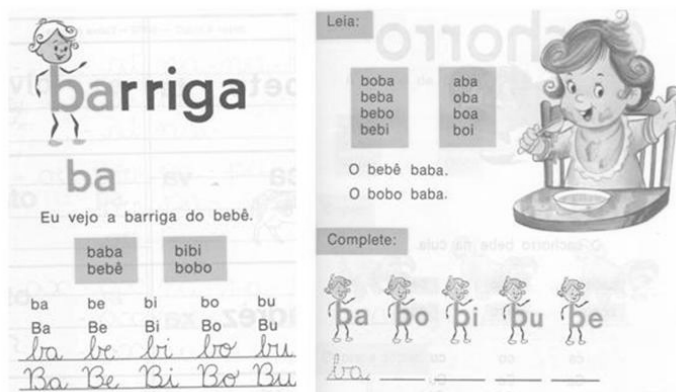 barriga
ba
Eu vejo a barriga do bebê.
baba bibi
bebê bobo
ba be bi bo bu
Ba Be Bi Bo Bu
ba be bi bo bu
Ba Be Bi Bo Bu
Leia:
boba aba
beba oba
bebo boa
bebi boi
O bebê baba.
O bobo baba.
Complete:
ba bo bi bu be
ba